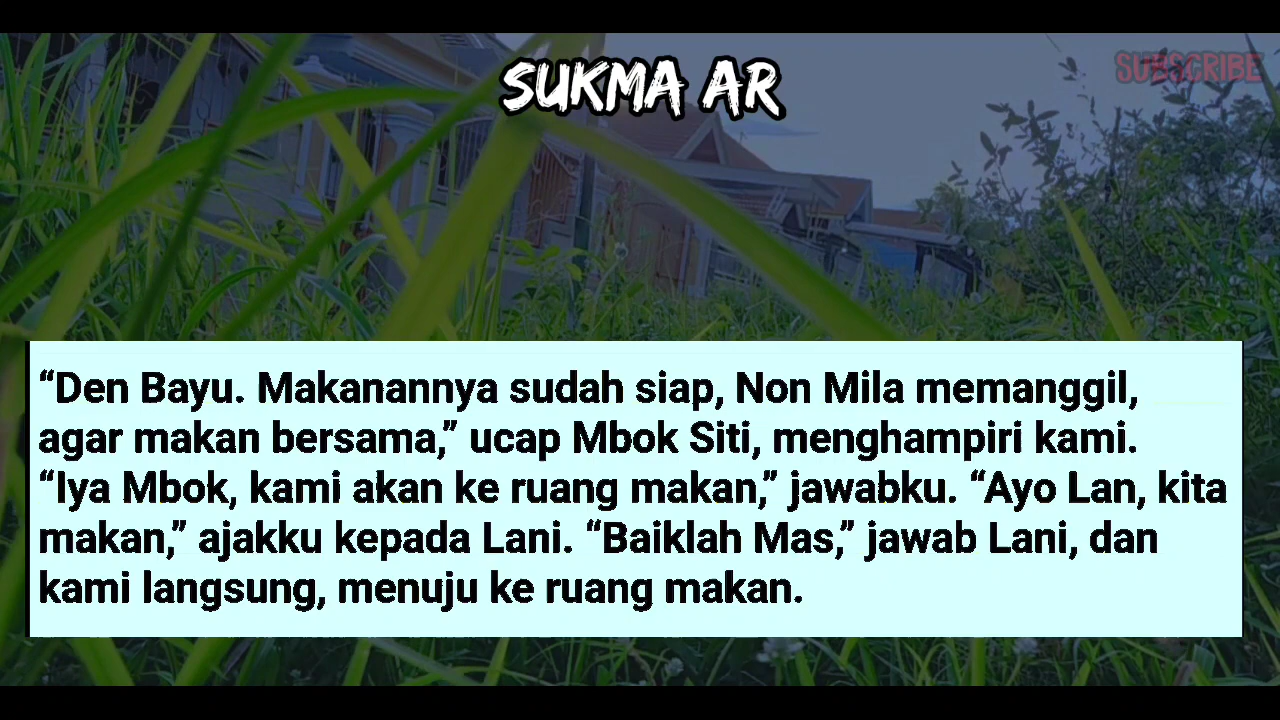 SUKMA AR
SUBSCRIBE
“Den Bayu. Makanannya sudah siap, Non Mila memanggil,
agar makan bersama,” ucap Mbok Siti, menghampiri kami.
“Iya Mbok, kami akan ke ruang makan,” jawabku. “Ayo Lan, kita
makan,” ajakku kepada Lani. “Baiklah Mas,” jawab Lani, dan
kami langsung, menuju ke ruang makan.